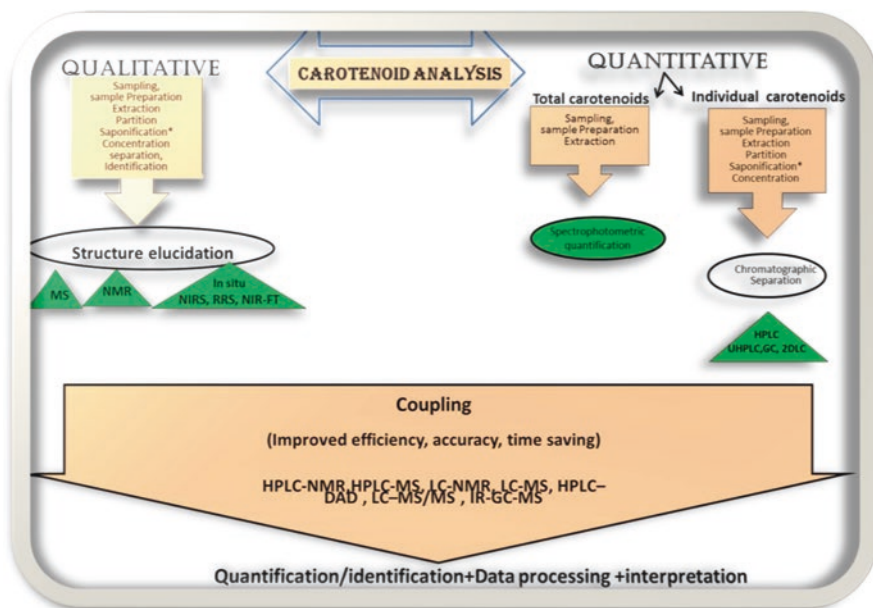 CAROTENOID ANALYSIS
QUALITATIVE
Sampling,
sample Preparation
Extraction
Partition
Saponification*
Concentration
separation,
Identification
Structure elucidation
MS
NMR
In situ
NIRS, RRS, NIR-FT
QUANTITATIVE
Total carotenoids
Sampling,
sample Preparation
Extraction
Spectrophotometric
quantification
Individual carotenoids
Sampling,
sample Preparation
Extraction
Partition
Saponification*
Concentration
Chromatographic
Separation
HPLC
UHPLC,GC, 2DLC
Coupling
(Improved efficiency, accuracy, time saving)
HPLC-NMR,HPLC-MS, LC-NMR, LC-MS, HPLC–
DAD , LC–MS/MS , IR-GC-MS
Quantification/identification+Data processing +interpretation